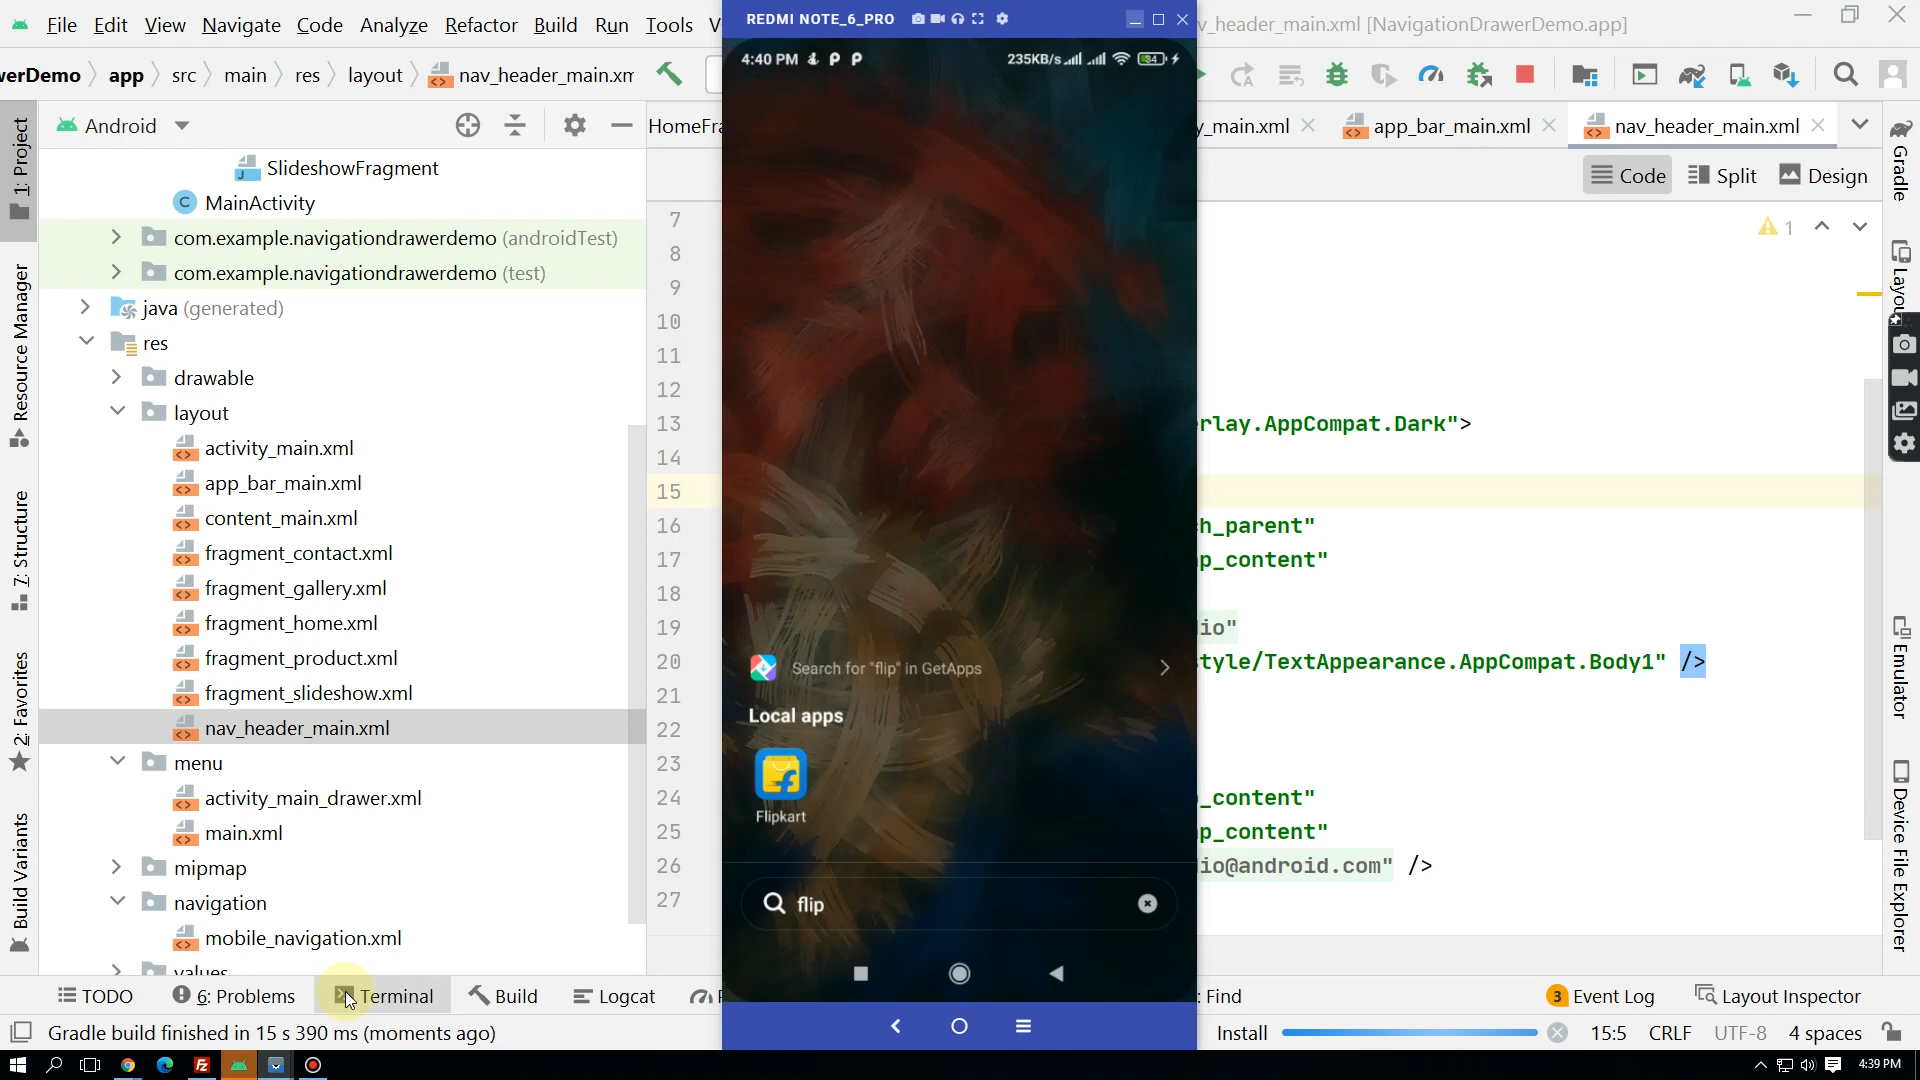 File Edit View Navigate Code Analyze Refactor Build Run Tools
_header_main.xml [NavigationDrawerDemo.app]
werDemo app src main res layout nav_header_main.xm
Android
HomeFra
y_main.xml app_bar_main.xml nav_header_main.xml
Code Split Design
1: Project
Resource Manager
7: Structure
2: Favorites
Build Variants
SlideshowFragment
MainActivity
com.example.navigationdrawerdemo (androidTest)
com.example.navigationdrawerdemo (test)
java (generated)
res
drawable
layout
activity_main.xml
app_bar_main.xml
content_main.xml
fragment_contact.xml
fragment_gallery.xml
fragment_home.xml
fragment_product.xml
fragment_slideshow.xml
nav_header_main.xml
menu
activity_main_drawer.xml
main.xml
mipmap
navigation
mobile_navigation.xml
values
7
8
9
10
11
12
13
14
15
16
17
18
19
20
21
22
23
24
25
26
27
REDMI NOTE_6_PRO
4:40 PM
235KB/s 84
Search for "flip" in GetApps
Local apps
Flipkart
flip
1
rlay.AppCompat.Dark">
h_parent"
p_content"
io"
tyle/TextAppearance.AppCompat.Body1" />
_content"
p_content"
io@android.com" />
Gradle
Layou
Emulator
Device File Explorer
TODO 6: Problems Terminal Build Logcat
: Find
3 Event Log Layout Inspector
Gradle build finished in 15 s 390 ms (moments ago)
Install
15:5 CRLF UTF-8 4 spaces
4:39 PM